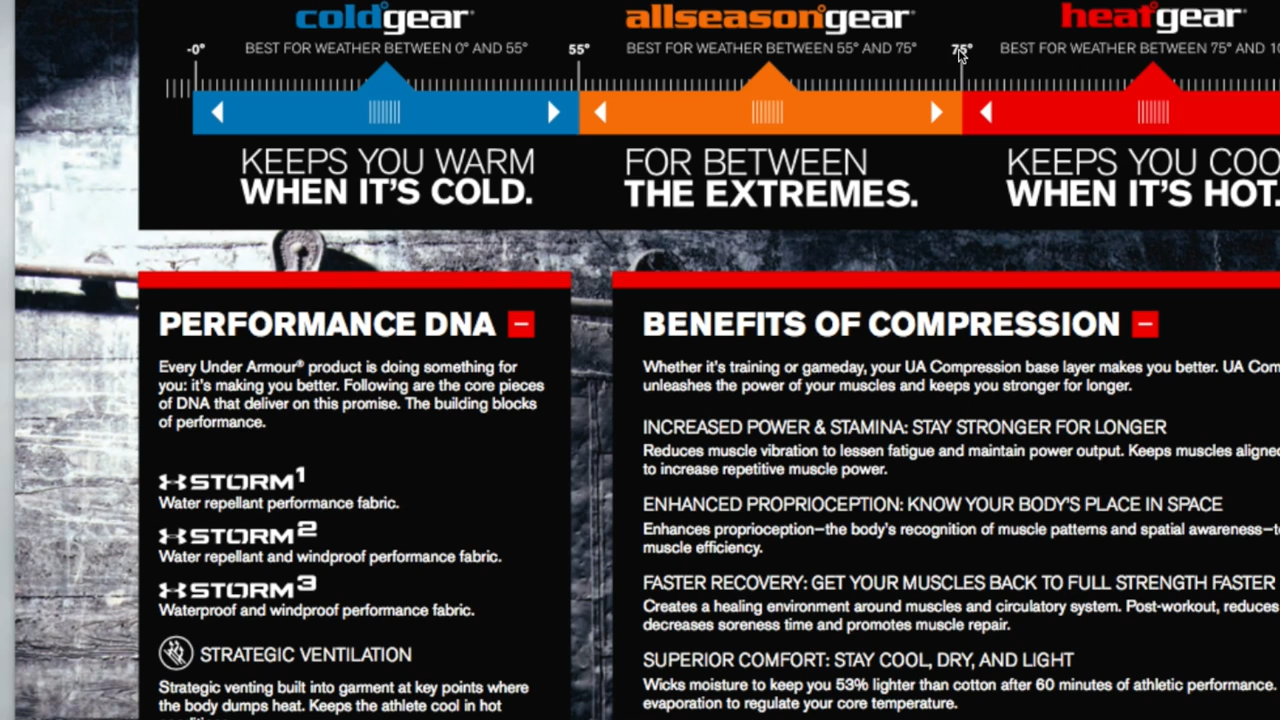 coldgear
allseasongear
heatgear
-0°
BEST FOR WEATHER BETWEEN 0° AND 55°
55°
BEST FOR WEATHER BETWEEN 55° AND 75°
75°
BEST FOR WEATHER BETWEEN 75° AND 10
KEEPS YOU WARM
WHEN IT'S COLD.
FOR BETWEEN
THE EXTREMES.
KEEPS YOU COO
WHEN IT'S HOT.
PERFORMANCE DNA
Every Under Armour® product is doing something for
you: it's making you better. Following are the core pieces
of DNA that deliver on this promise. The building blocks
of performance.
STORM1
Water repellant performance fabric.
STORM2
Water repellant and windproof performance fabric.
STORM3
Waterproof and windproof performance fabric.
STRATEGIC VENTILATION
Strategic venting built into garment at key points where
the body dumps heat. Keeps the athlete cool in hot
BENEFITS OF COMPRESSION
Whether it's training or gameday, your UA Compression base layer makes you better. UA Com
unleashes the power of your muscles and keeps you stronger for longer.
INCREASED POWER & STAMINA: STAY STRONGER FOR LONGER
Reduces muscle vibration to lessen fatigue and maintain power output. Keeps muscles aligned
to increase repetitive muscle power.
ENHANCED PROPRIOCEPTION: KNOW YOUR BODY'S PLACE IN SPACE
Enhances proprioception—the body's recognition of muscle patterns and spatial awareness—t
muscle efficiency.
FASTER RECOVERY: GET YOUR MUSCLES BACK TO FULL STRENGTH FASTER
Creates a healing environment around muscles and circulatory system. Post-workout, reduces
decreases soreness time and promotes muscle repair.
SUPERIOR COMFORT: STAY COOL, DRY, AND LIGHT
Wicks moisture to keep you 53% lighter than cotton after 60 minutes of athletic performance.
evaporation to regulate your core temperature.